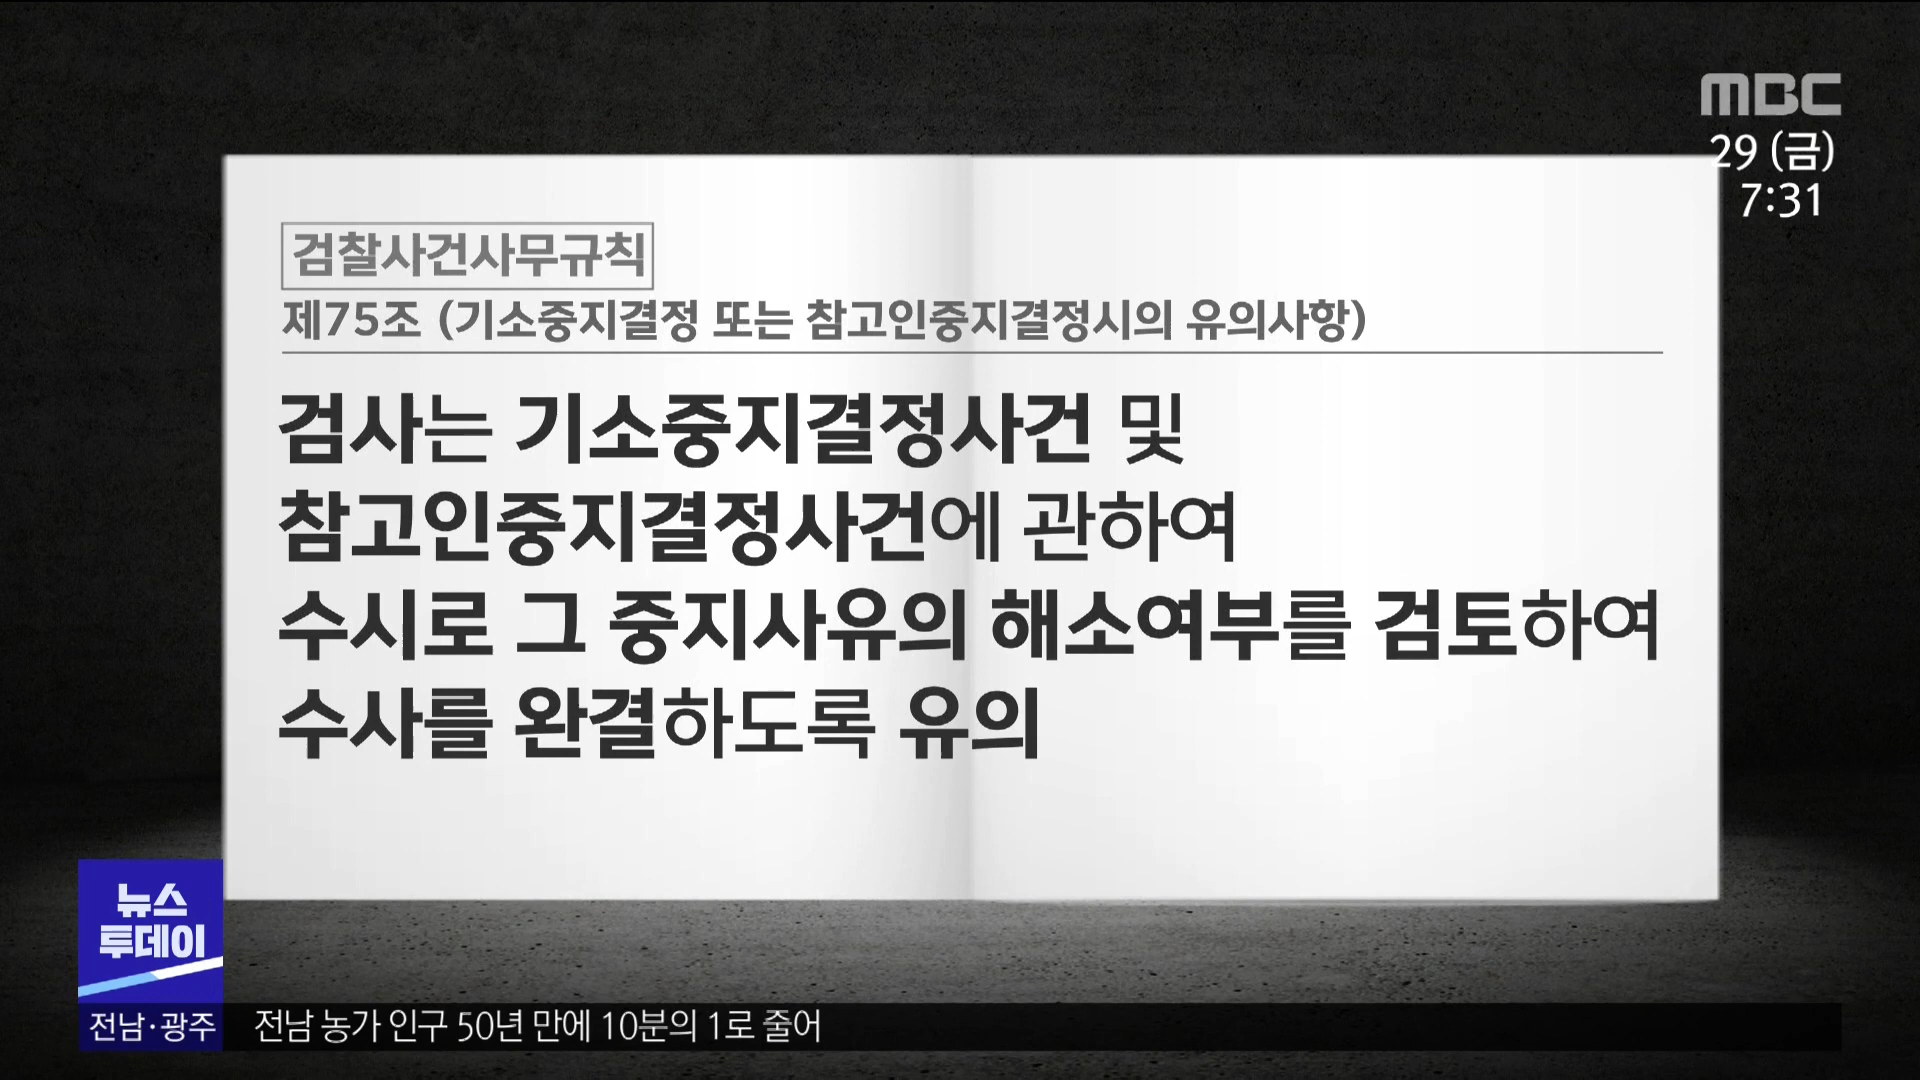 MBC
29 (금)
7:31
검찰사건사무규칙
제75조 (기소중지결정 또는 참고인중지결정시의 유의사항)
검사는 기소중지결정사건 및
참고인중지결정사건에 관하여
수시로 그 중지사유의 해소여부를 검토하여
수사를 완결하도록 유의
뉴스
투데이
전남·광주 전남 농가 인구 50년 만에 10분의 1로 줄어